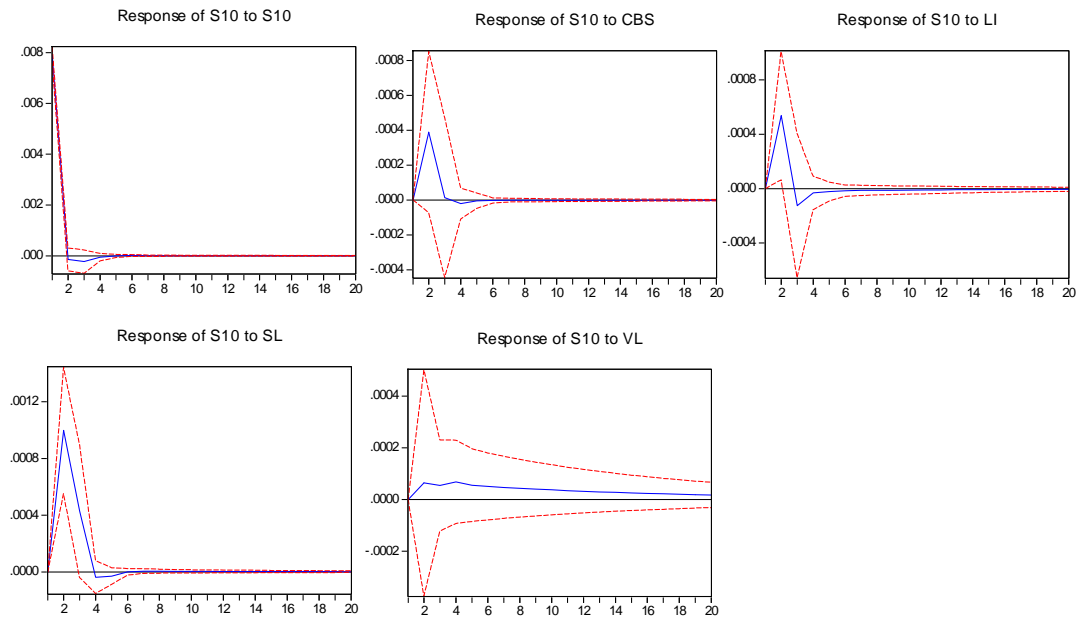 Response of S10 to S10
.008
.006
.004
.002
.000
2 4 6 8 10 12 14 16 18 20
Response of S10 to CBS
.0008
.0006
.0004
.0002
.0000
-.0002
-.0004
2 4 6 8 10 12 14 16 18 20
Response of S10 to LI
.0008
.0004
.0000
-.0004
2 4 6 8 10 12 14 16 18 20
Response of S10 to SL
.0012
.0008
.0004
.0000
2 4 6 8 10 12 14 16 18 20
Response of S10 to VL
.0004
.0002
.0000
-.0002
2 4 6 8 10 12 14 16 18 20